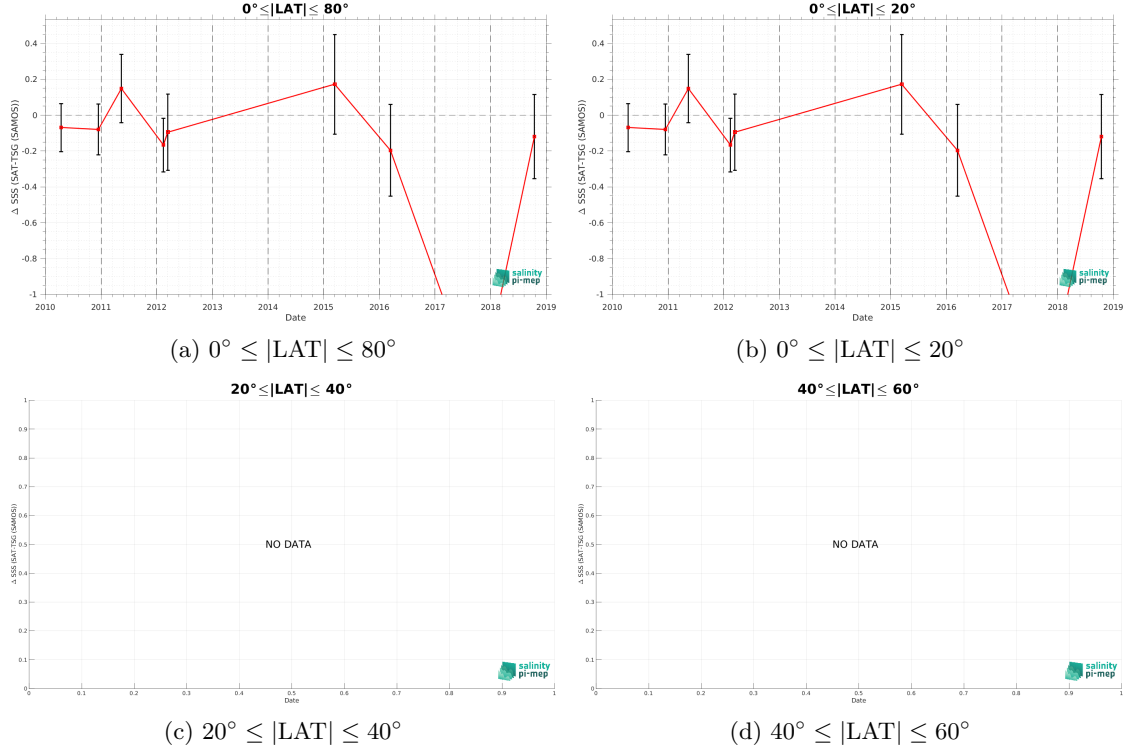 0°≤|LAT|≤ 80°
Δ SSS (SAT-TSG (SAMOS))
0.4
0.2
0
-0.2
-0.4
-0.6
-0.8
-1
2010 2011 2012 2013 2014 2015 2016 2017 2018 2019
Date
salinity
pi-mep
(a) 0° ≤ |LAT| ≤ 80°
0°≤|LAT|≤ 20°
Δ SSS (SAT-TSG (SAMOS))
0.4
0.2
0
-0.2
-0.4
-0.6
-0.8
-1
2010 2011 2012 2013 2014 2015 2016 2017 2018 2019
Date
salinity
pi-mep
(b) 0° ≤ |LAT| ≤ 20°
20°≤|LAT|≤ 40°
Δ SSS (SAT-TSG (SAMOS))
1
0.9
0.8
0.7
0.6
0.5
0.4
0.3
0.2
0.1
0
NO DATA
0 0.1 0.2 0.3 0.4 0.5 0.6 0.7 0.8 0.9 1
Date
salinity
pi-mep
(c) 20° ≤ |LAT| ≤ 40°
40°≤|LAT|≤ 60°
Δ SSS (SAT-TSG (SAMOS))
1
0.9
0.8
0.7
0.6
0.5
0.4
0.3
0.2
0.1
0
NO DATA
0 0.1 0.2 0.3 0.4 0.5 0.6 0.7 0.8 0.9 1
Date
salinity
pi-mep
(d) 40° ≤ |LAT| ≤ 60°